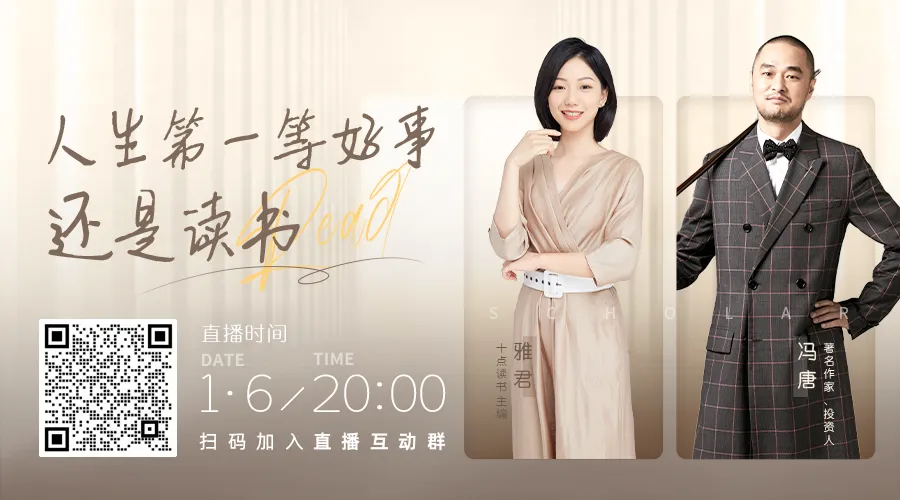 人生第一等好事
还是读书
Read
直播时间
DATE TIME
1·6/20:00
扫码加入直播互动群
SCHOLAR
雅君
十点读书主编
冯唐
著名作家、投资人